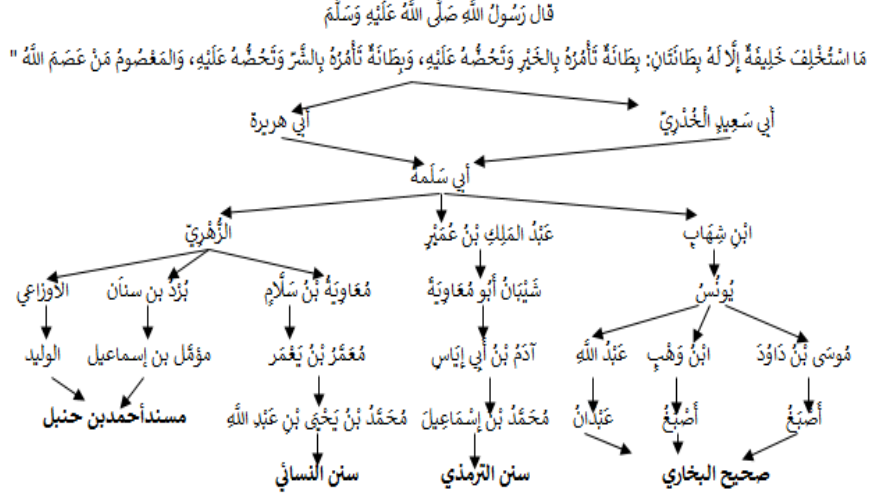 قال رَسُولُ اللَّهِ صَلَّى اللَّهُ عَلَيْهِ وَسَلَّمَ
مَا اسْتُخْلِفَ خَلِيفَةٌ إِلَّا لَهُ بِطَانَتَانِ: بِطَانَةٌ تَأْمُرُهُ بِالخَيْرِ وَتَحُضُّهُ عَلَيْهِ، وَبِطَانَةٌ تَأْمُرُهُ بِالشَّرِّ وَتَحُضُّهُ عَلَيْهِ، وَالمَعْصُومُ مَنْ عَصَمَ اللَّهُ "
أَبِي سَعِيدٍ الْخُدْرِيِّ أبي هريرة
أَبِي سَلَمَةَ
ابْنِ شِهَابٍ عَبْدُ المَلِكِ بْنُ عُمَيْرٍ الزُّهْرِيِّ
يُونُسُ شَيْبَانُ أَبُو مُعَاوِيَةَ مُعَاوِيَةُ بْنُ سَلَّامٍ بُرْدُ بن سنان الأوزاعي
مُوسَى بْنُ دَاوُدَ ابْنُ وَهْبٍ عَبْدُ اللَّهِ آدَمُ بْنُ أَبِي إِيَاسٍ مُعَمَّرُ بْنُ يَعْمَر مؤمَّل بن إسماعيل الوليد
أَصْبَغُ أَصْبَغُ عَبْدَانُ مُحَمَّدُ بْنُ إِسْمَاعِيلَ مُحَمَّدُ بْنُ يَحْيَى بْنِ عَبْدِ اللَّهِ مسندأحمدبن حنبل
صحيح البخاري سنن الترمذي سنن النسائي